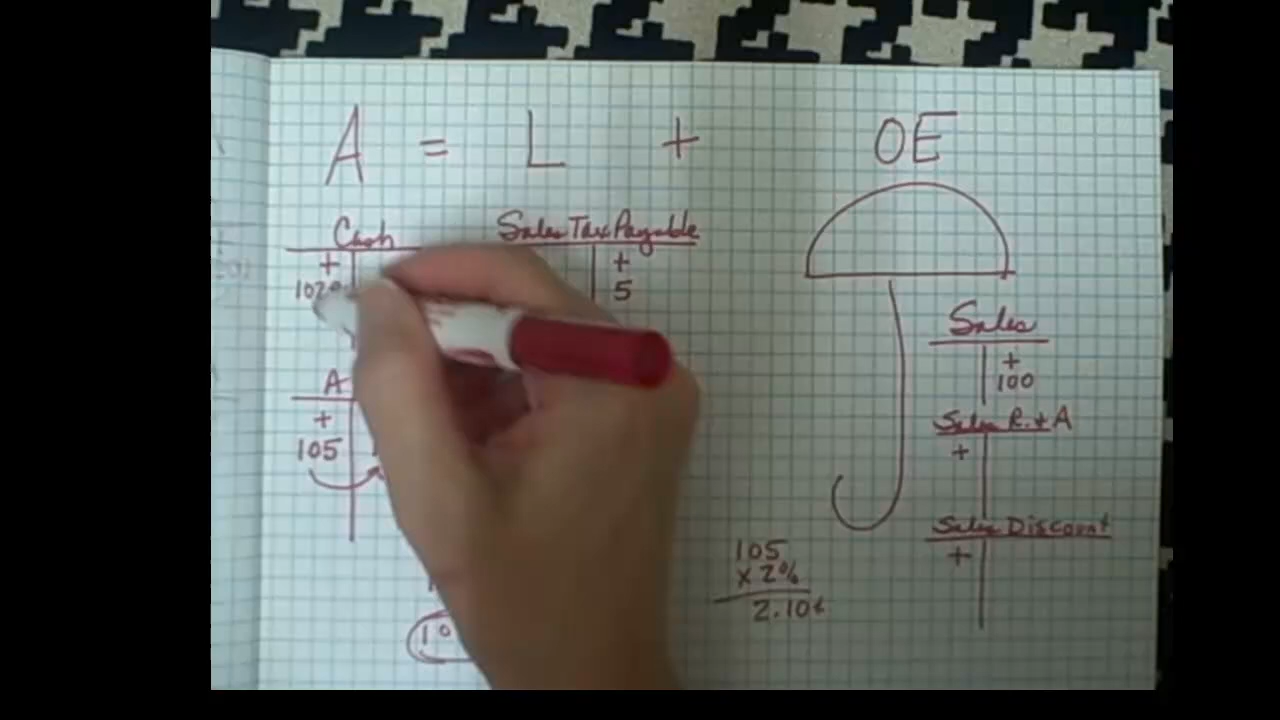 A = L + OE
Cash
Sales Tax Payable
+
+
5
A
+
105
Sales
+
100
Sales R. & A
+
Sales Discount
+
105
x 2%
2.10